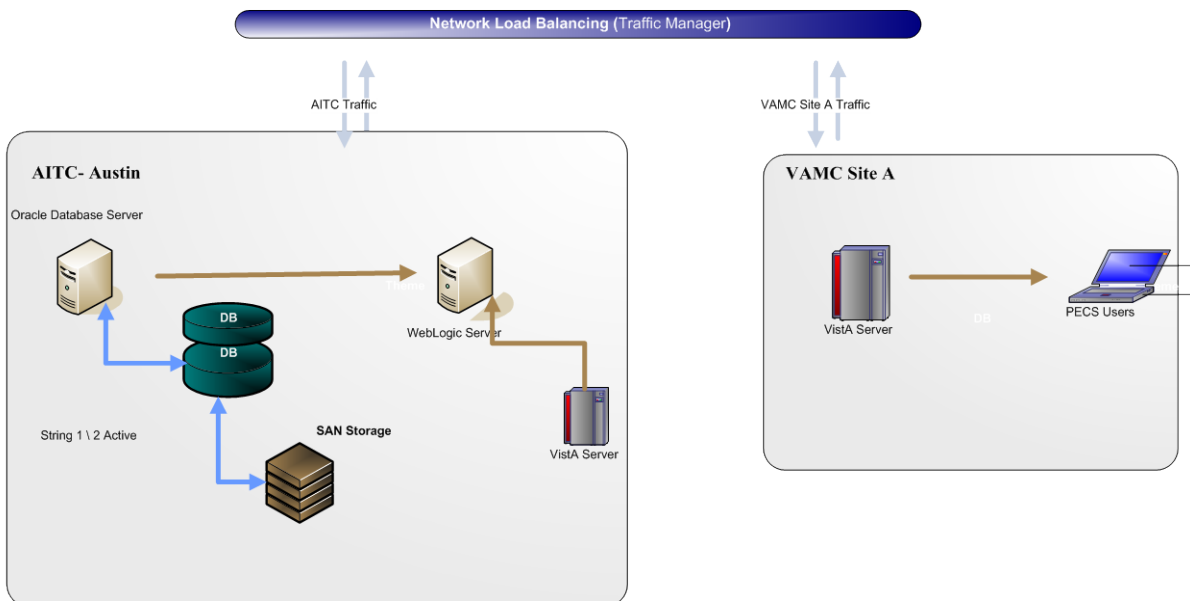 Network Load Balancing (Traffic Manager)
AITC Traffic
VAMC Site A Traffic
AITC- Austin
Oracle Database Server
WebLogic Server
DB
DB
String 1 \ 2 Active
SAN Storage
VistA Server
VAMC Site A
VistA Server
DB
PECS Users